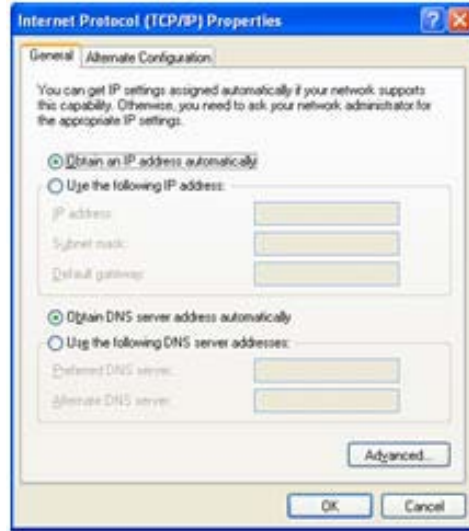 Internet Protocol (TCP/IP) Properties
General
Alternate Configuration
You can get IP settings assigned automatically if your network supports
this capability. Otherwise, you need to ask your network administrator for
the appropriate IP settings.
Obtain an IP address automatically
Use the following IP address:
IP address:
Subnet mask:
Default gateway:
Obtain DNS server address automatically
Use the following DNS server addresses:
Preferred DNS server:
Alternate DNS server:
Advanced...
OK
Cancel